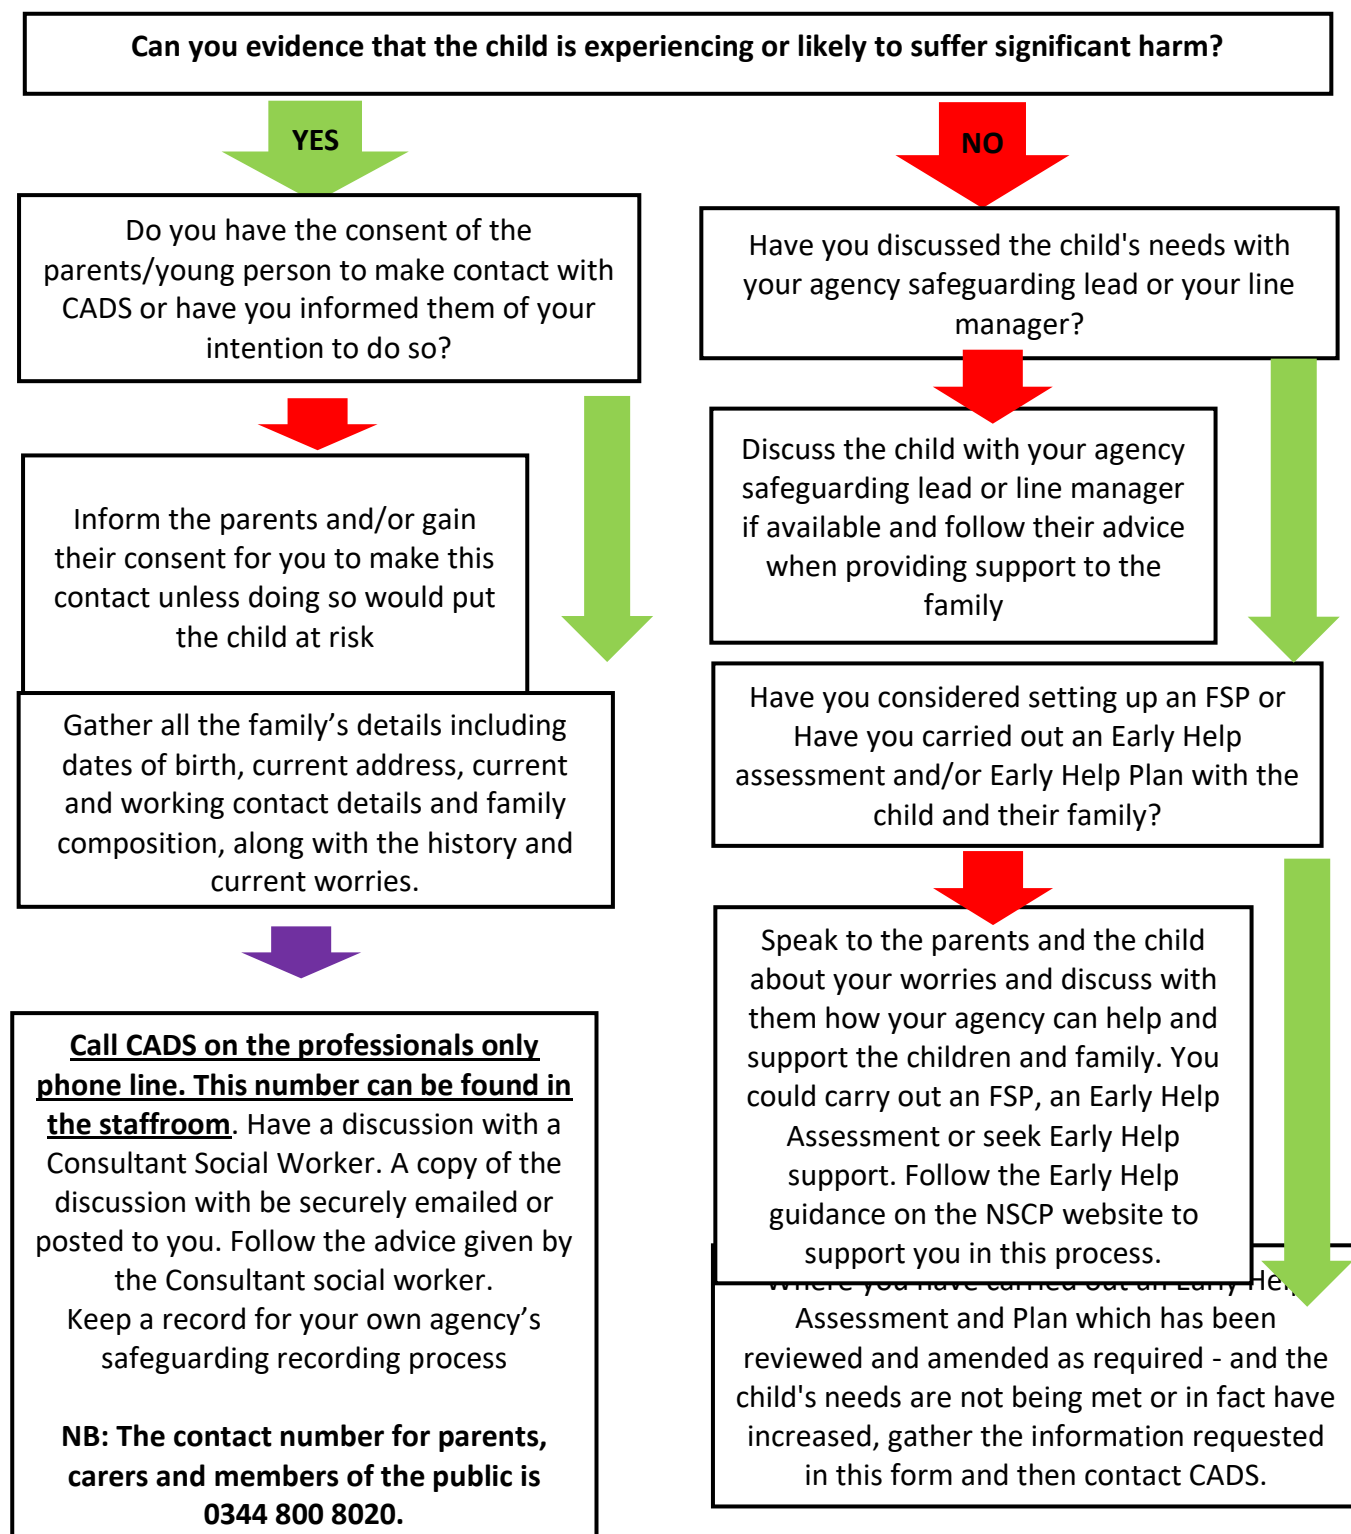 Can you evidence that the child is experiencing or likely to suffer significant harm?
YES
NO
Do you have the consent of the
parents/young person to make contact with
CADS or have you informed them of your
intention to do so?
Inform the parents and/or gain
their consent for you to make this
contact unless doing so would put
the child at risk
Gather all the family’s details including
dates of birth, current address, current
and working contact details and family
composition, along with the history and
current worries.
Call CADS on the professionals only
phone line. This number can be found in
the staffroom. Have a discussion with a
Consultant Social Worker. A copy of the
discussion with be securely emailed or
posted to you. Follow the advice given by
the Consultant social worker.
Keep a record for your own agency’s
safeguarding recording process
NB: The contact number for parents,
carers and members of the public is
0344 800 8020.
Have you discussed the child's needs with
your agency safeguarding lead or your line
manager?
Discuss the child with your agency
safeguarding lead or line manager
if available and follow their advice
when providing support to the
family
Have you considered setting up an FSP or
Have you carried out an Early Help
assessment and/or Early Help Plan with the
child and their family?
Speak to the parents and the child
about your worries and discuss with
them how your agency can help and
support the children and family. You
could carry out an FSP, an Early Help
Assessment or seek Early Help
support. Follow the Early Help
guidance on the NSCP website to
support you in this process.
Where you have carried out an Early Help
Assessment and Plan which has been
reviewed and amended as required - and the
child's needs are not being met or in fact have
increased, gather the information requested
in this form and then contact CADS.